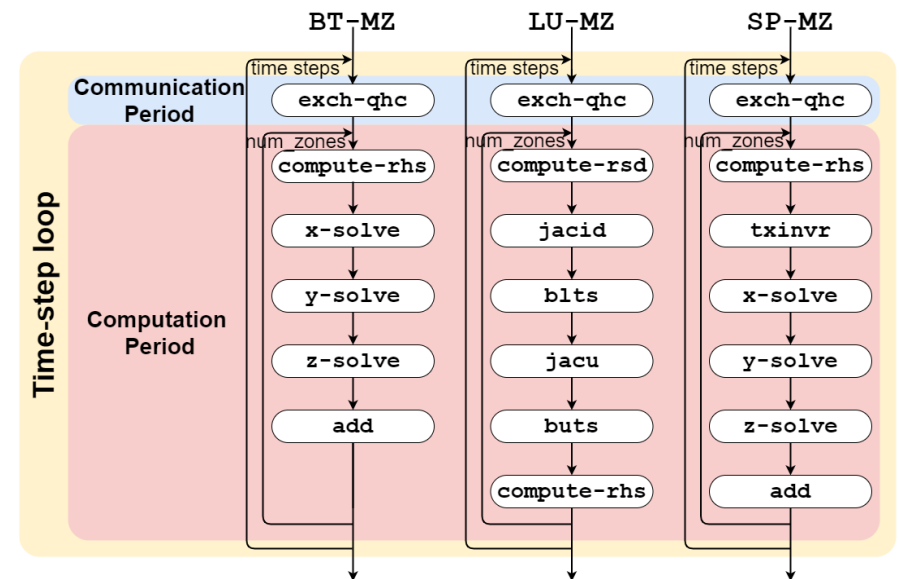 BT-MZ
LU-MZ
SP-MZ
time steps
time steps
time steps
Communication
Period
exch-qhc
exch-qhc
exch-qhc
num_zones
num_zones
num_zones
compute-rhs
compute-rsd
compute-rhs
x-solve
jacid
txinvr
y-solve
blts
x-solve
Time-step loop
Computation
Period
z-solve
jacu
y-solve
add
buts
z-solve
compute-rhs
add